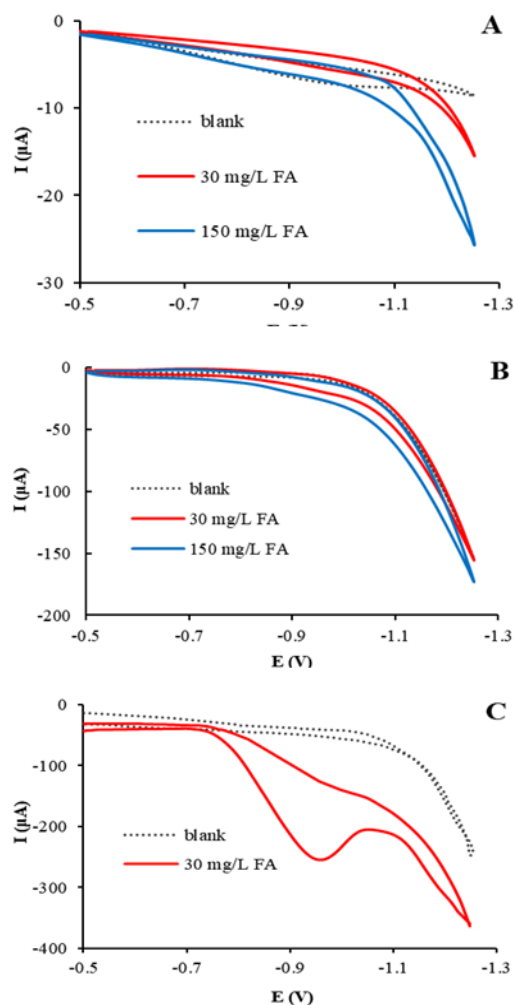 A
0
-10
-20
-30
I (µA)
blank
30 mg/L FA
150 mg/L FA
-0.5 -0.7 -0.9 -1.1 -1.3
B
0
-50
-100
-150
-200
I (µA)
blank
30 mg/L FA
150 mg/L FA
-0.5 -0.7 -0.9 -1.1 -1.3
E (V)
C
0
-100
-200
-300
-400
I (µA)
blank
30 mg/L FA
-0.5 -0.7 -0.9 -1.1 -1.3
E (V)